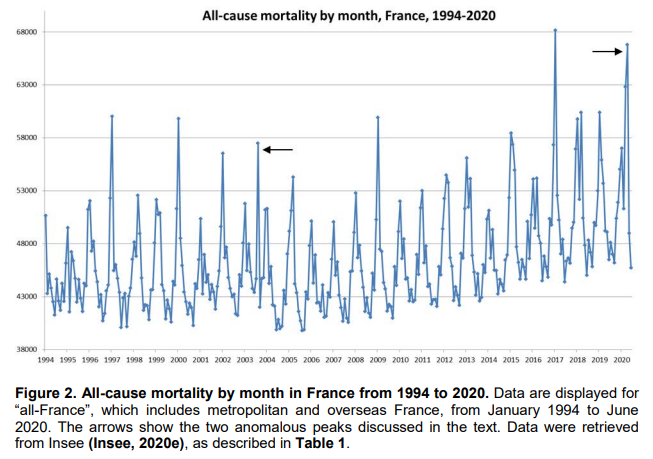 All-cause mortality by month, France, 1994-2020
68000
63000
58000
53000
48000
43000
38000
1994 1995 1996 1997 1998 1999 2000 2001 2002 2003 2004 2005 2006 2007 2008 2009 2010 2011 2012 2013 2014 2015 2016 2017 2018 2019 2020
Figure 2. All-cause mortality by month in France from 1994 to 2020. Data are displayed for
“all-France”, which includes metropolitan and overseas France, from January 1994 to June
2020. The arrows show the two anomalous peaks discussed in the text. Data were retrieved
from Insee (Insee, 2020e), as described in Table 1.